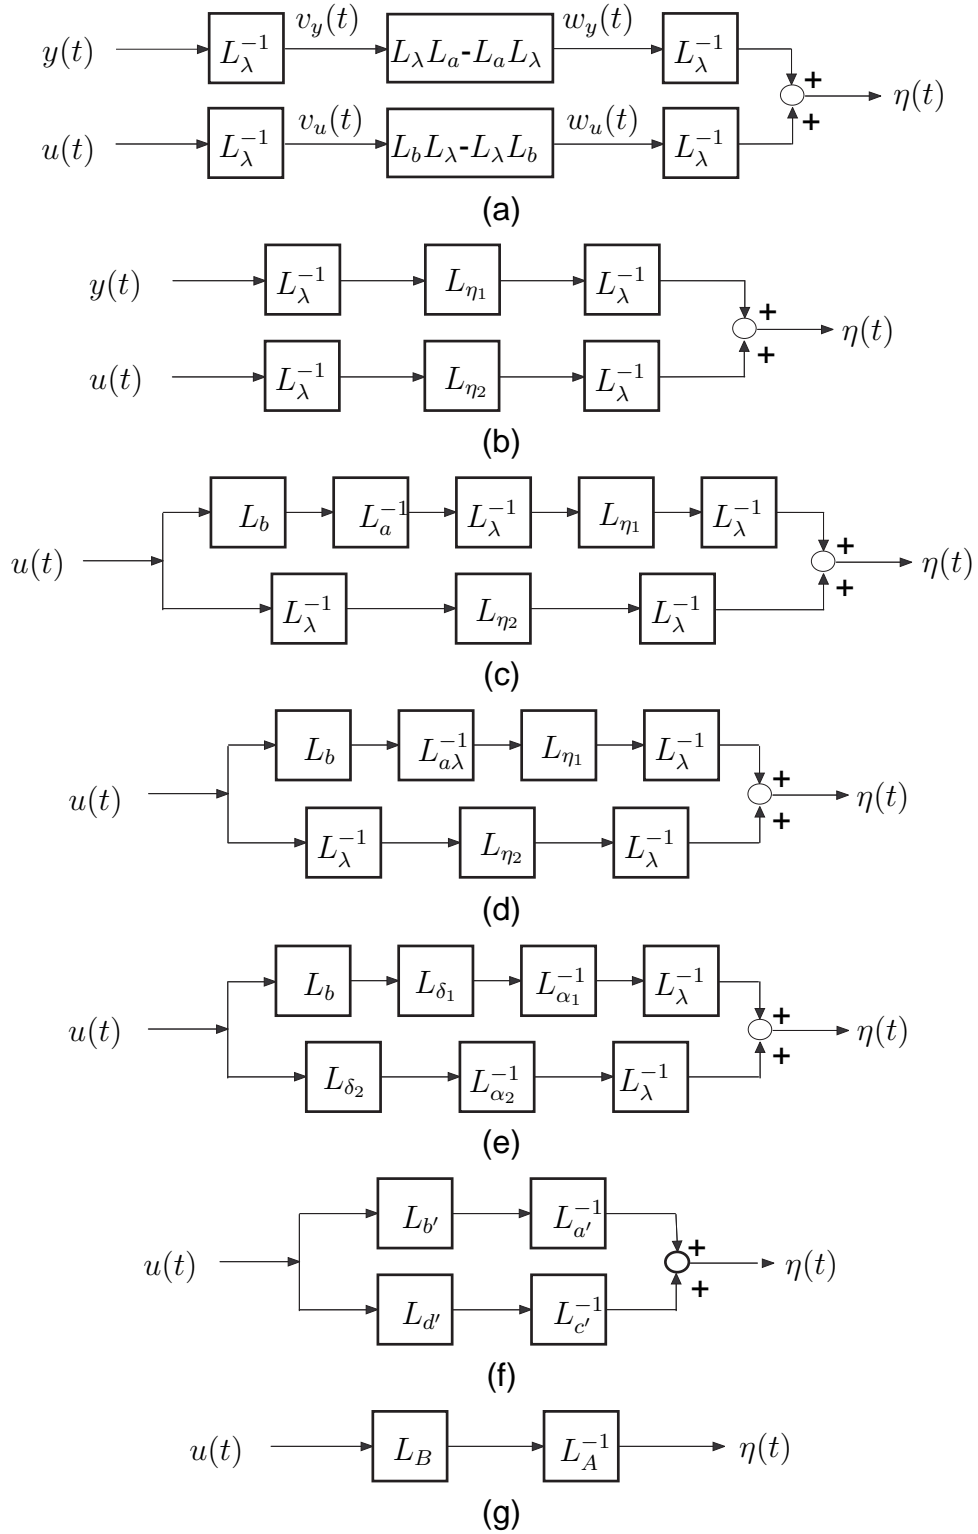 y(t) L_λ^{-1} v_y(t) L_λL_a-L_aL_λ w_y(t) L_λ^{-1} +
η(t)
u(t) L_λ^{-1} v_u(t) L_bL_λ-L_λL_b w_u(t) L_λ^{-1} +
(a)
y(t) L_λ^{-1} L_{η_1} L_λ^{-1} +
η(t)
u(t) L_λ^{-1} L_{η_2} L_λ^{-1} +
(b)
L_b L_a^{-1} L_λ^{-1} L_{η_1} L_λ^{-1} +
u(t) η(t)
L_λ^{-1} L_{η_2} L_λ^{-1} +
(c)
L_b L_{aλ}^{-1} L_{η_1} L_λ^{-1} +
u(t) η(t)
L_λ^{-1} L_{η_2} L_λ^{-1} +
(d)
L_b L_{δ_1} L_{α_1}^{-1} L_λ^{-1} +
u(t) η(t)
L_{δ_2} L_{α_2}^{-1} L_λ^{-1} +
(e)
L_{b'} L_{a'}^{-1} +
u(t) η(t)
L_{d'} L_{c'}^{-1} +
(f)
u(t) L_B L_A^{-1} η(t)
(g)